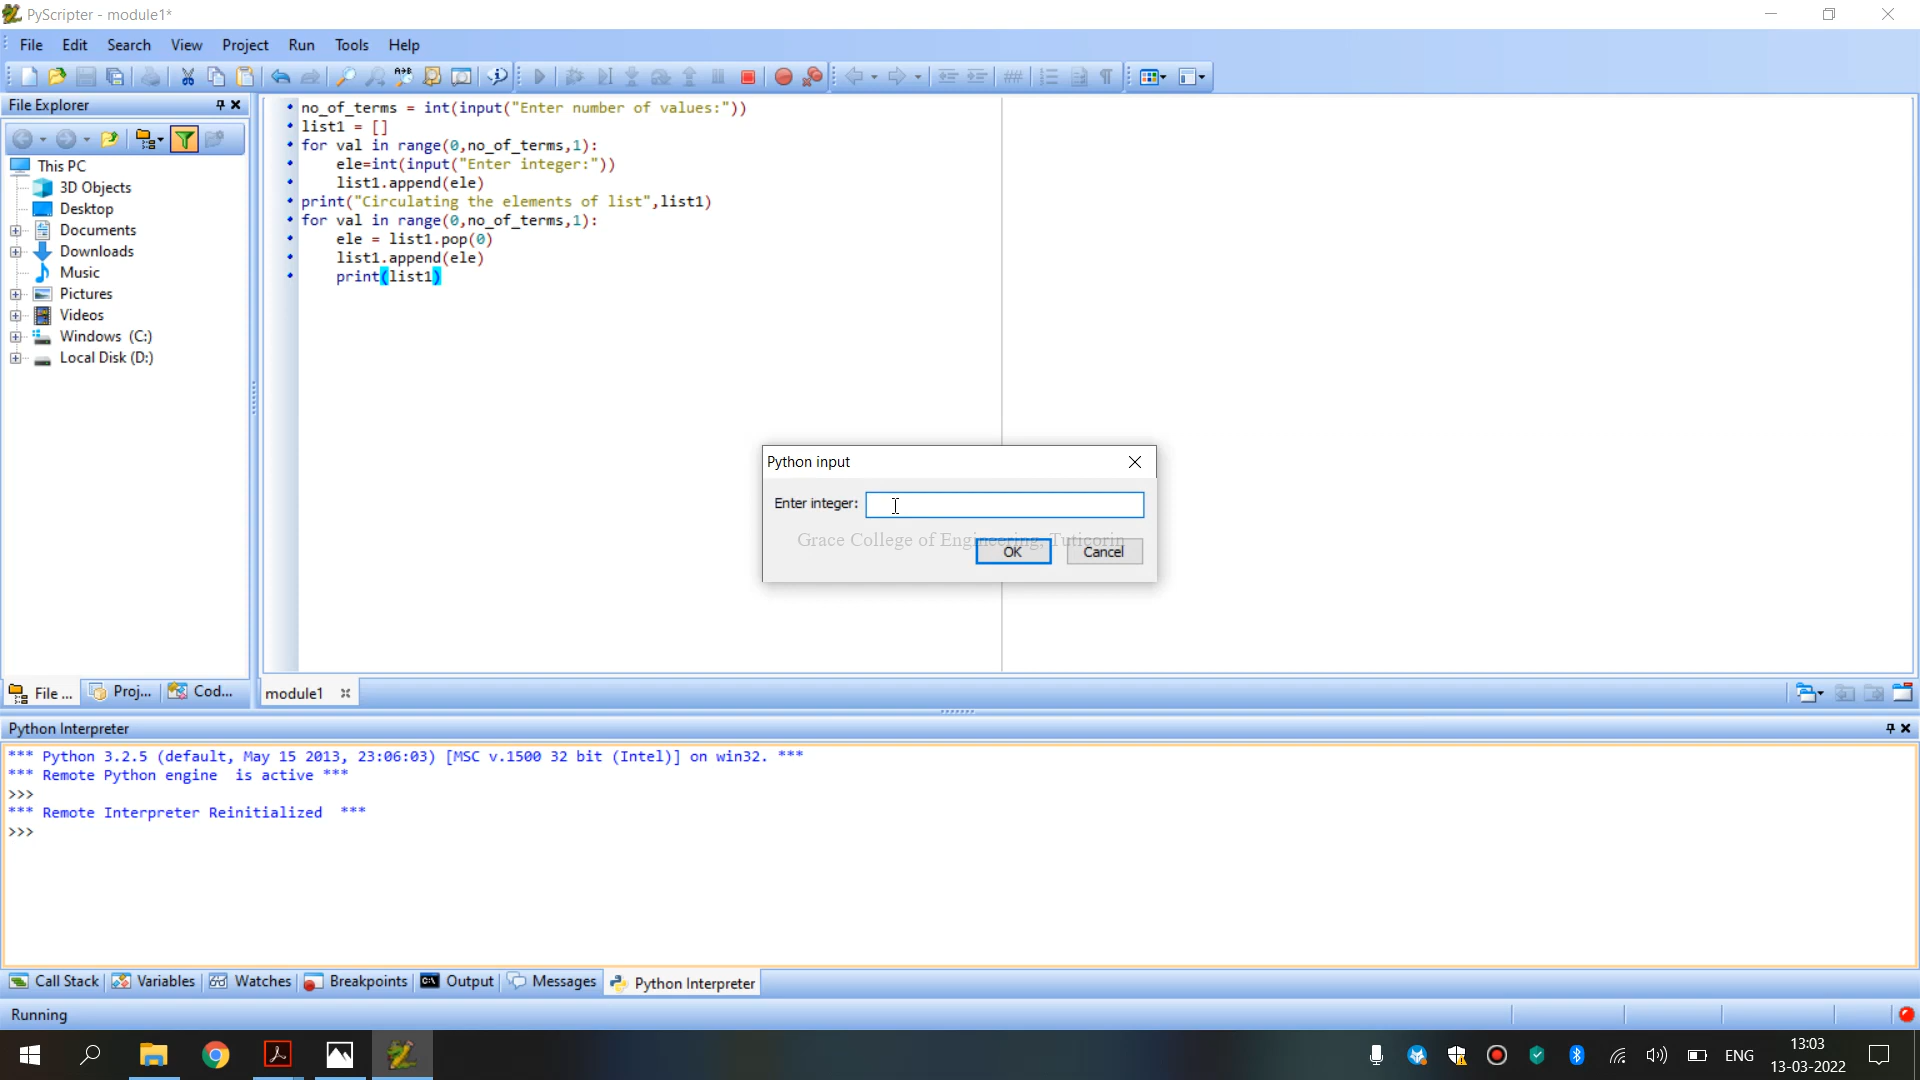 PyScripter - module1*
File Edit Search View Project Run Tools Help
File Explorer
This PC
3D Objects
Desktop
Documents
Downloads
Music
Pictures
Videos
Windows (C:)
Local Disk (D:)
File ... Proj... Cod...
no_of_terms = int(input("Enter number of values:"))
list1 = []
for val in range(0,no_of_terms,1):
    ele=int(input("Enter integer:"))
    list1.append(ele)
print("Circulating the elements of list",list1)
for val in range(0,no_of_terms,1):
    ele = list1.pop(0)
    list1.append(ele)
    print(list1)
Python input
Enter integer:
Grace College of Engineering, Tuticorin
OK Cancel
module1
Python Interpreter
*** Python 3.2.5 (default, May 15 2013, 23:06:03) [MSC v.1500 32 bit (Intel)] on win32. ***
*** Remote Python engine  is active ***
>>>
*** Remote Interpreter Reinitialized  ***
>>>
Call Stack Variables Watches Breakpoints Output Messages Python Interpreter
Running
ENG
13:03
13-03-2022